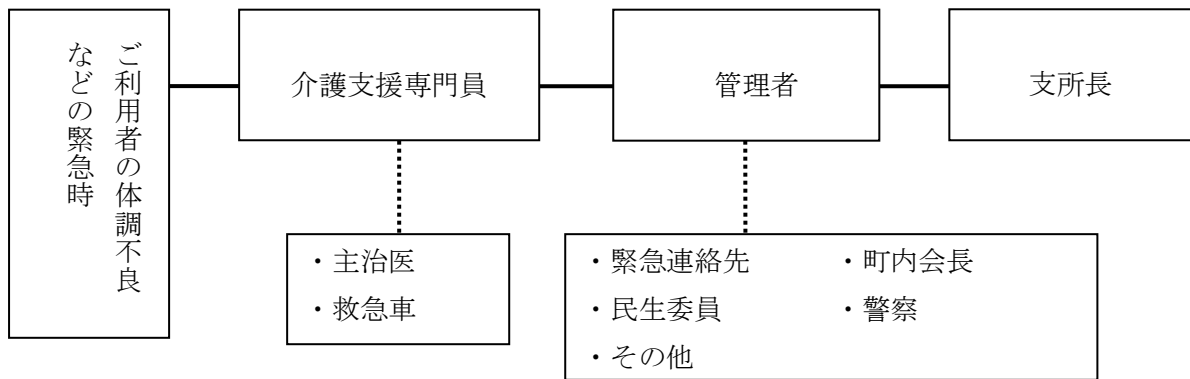 ご利用者の体調不良
などの緊急時
介護支援専門員
管理者
支所長
・主治医
・救急車
・緊急連絡先 ・町内会長
・民生委員 ・警察
・その他